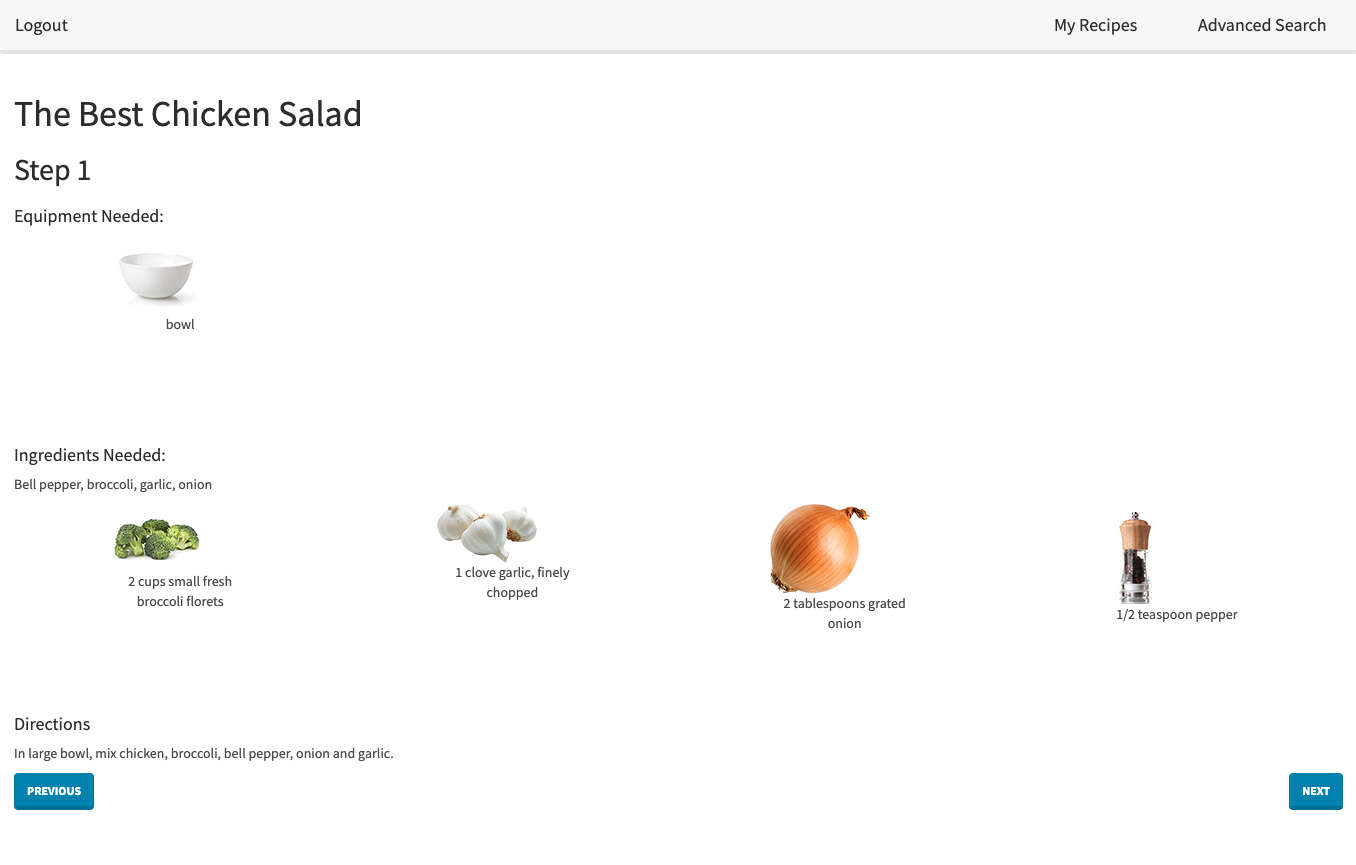 Logout My Recipes Advanced Search
The Best Chicken Salad
Step 1
Equipment Needed:
bowl
Ingredients Needed:
Bell pepper, broccoli, garlic, onion
2 cups small fresh
broccoli florets
1 clove garlic, finely
chopped
2 tablespoons grated
onion
1/2 teaspoon pepper
Directions
In large bowl, mix chicken, broccoli, bell pepper, onion and garlic.
PREVIOUS NEXT